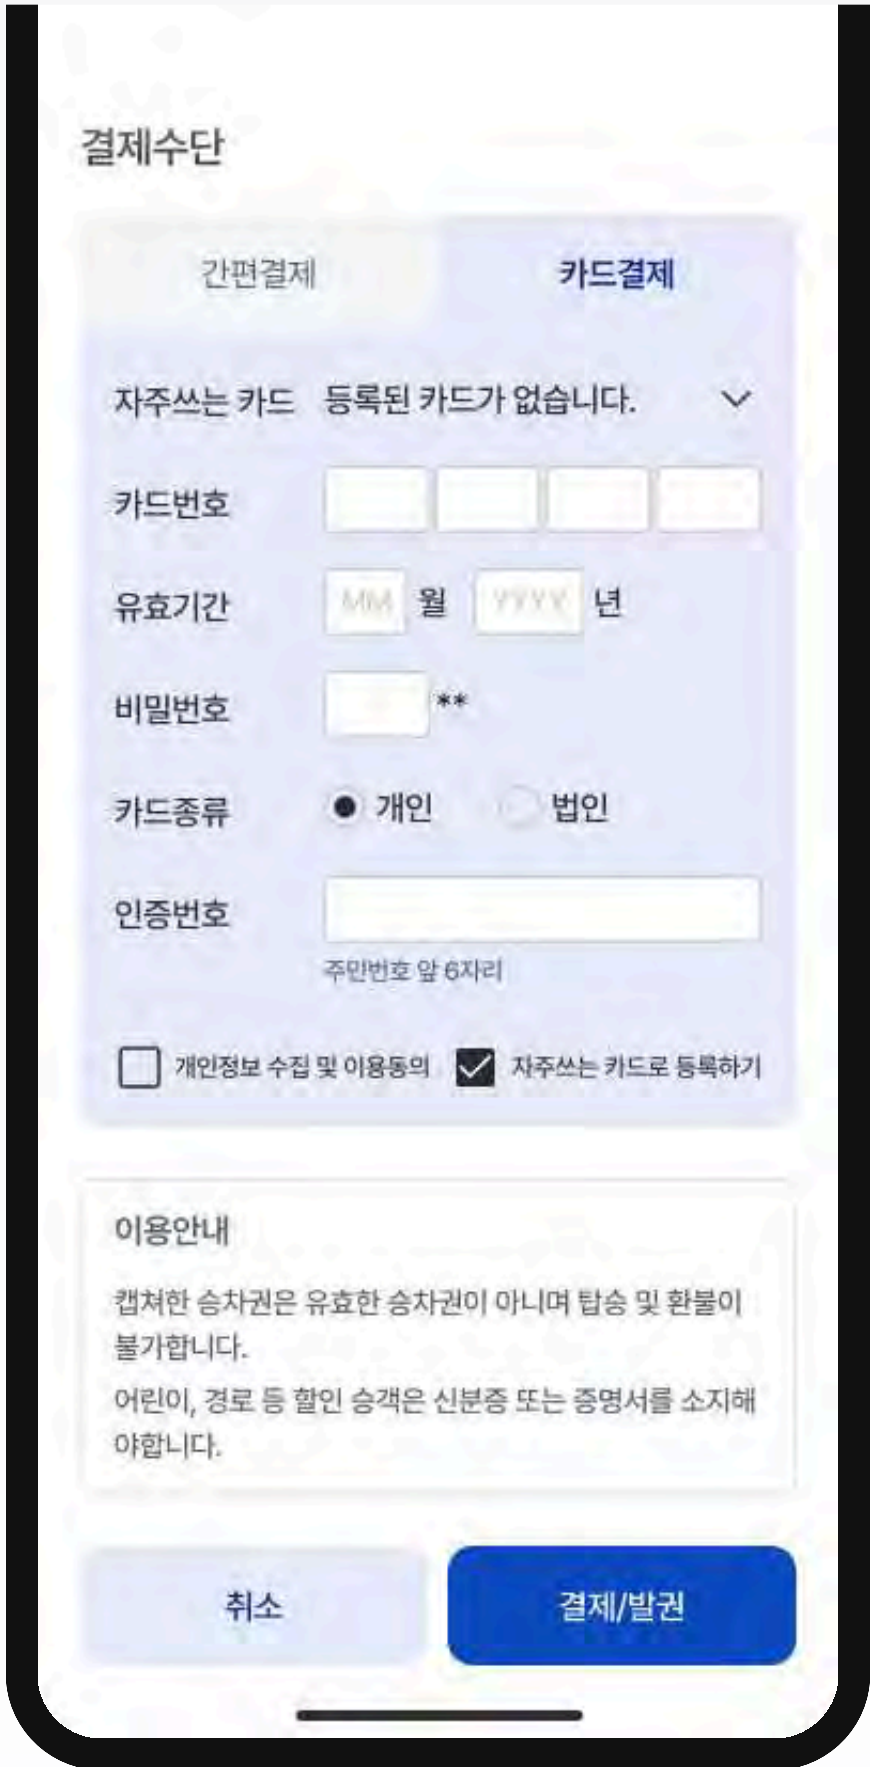 결제수단
간편결제 카드결제
자주쓰는 카드 등록된 카드가 없습니다.
카드번호
유효기간 MM 월 YYYY 년
비밀번호 **
카드종류 개인 법인
인증번호
주민번호 앞 6자리
개인정보 수집 및 이용동의 자주쓰는 카드로 등록하기
이용안내
캡쳐한 승차권은 유효한 승차권이 아니며 탑승 및 환불이
불가합니다.
어린이, 경로 등 할인 승객은 신분증 또는 증명서를 소지해
야합니다.
취소 결제/발권